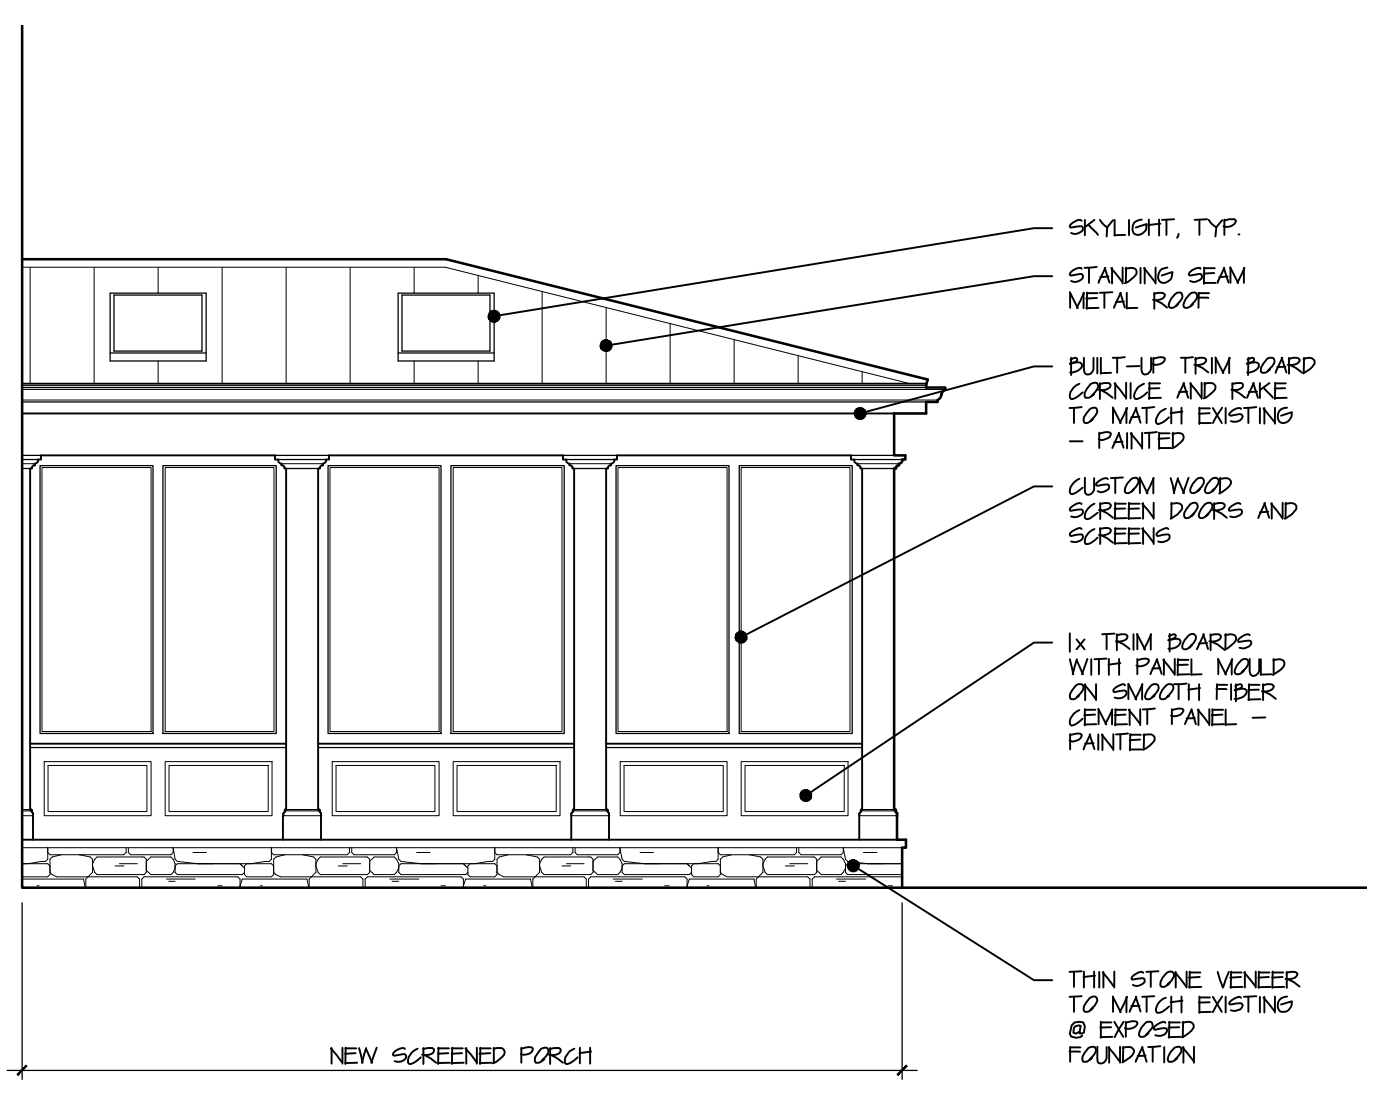 SKYLIGHT, TYP.
STANDING SEAM
METAL ROOF
BUILT-UP TRIM BOARD
CORNICE AND RAKE
TO MATCH EXISTING
- PAINTED
CUSTOM WOOD
SCREEN DOORS AND
SCREENS
1x TRIM BOARDS
WITH PANEL MOULD
ON SMOOTH FIBER
CEMENT PANEL -
PAINTED
THIN STONE VENEER
TO MATCH EXISTING
@ EXPOSED
FOUNDATION
NEW SCREENED PORCH